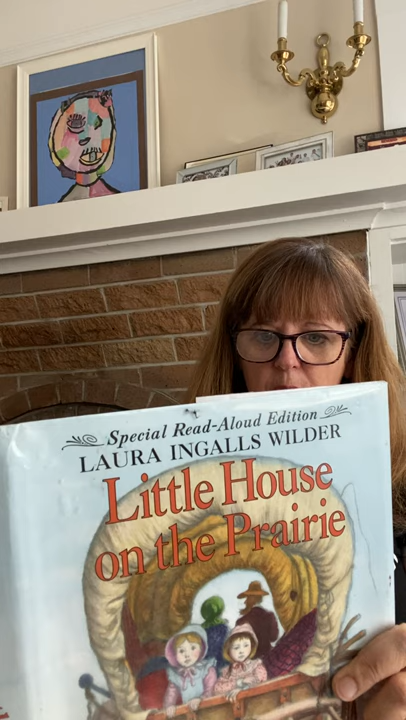 Special Read-Aloud Edition
LAURA INGALLS WILDER
Little House
on the Prairie